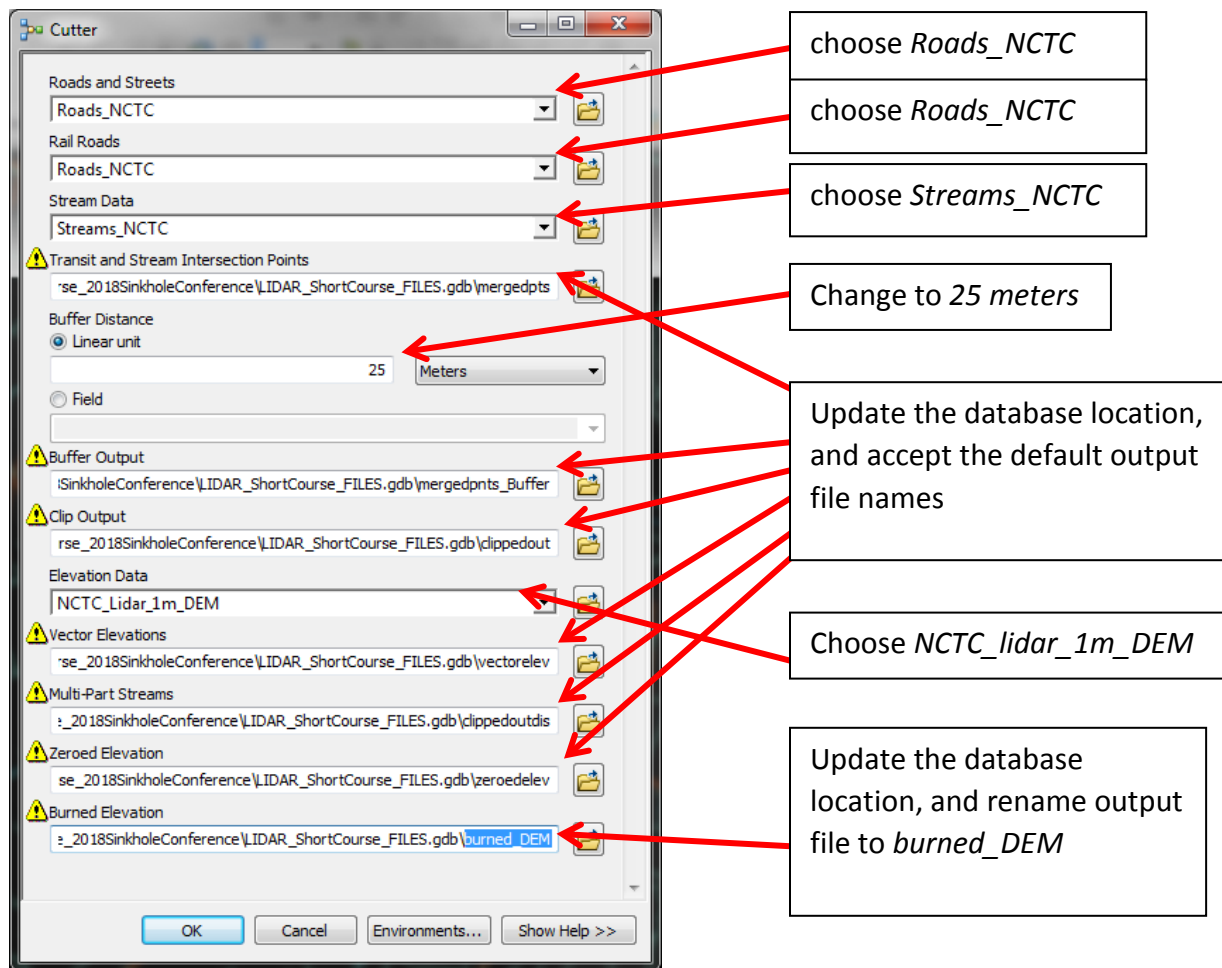 Cutter
Roads and Streets
Roads_NCTC
Rail Roads
Roads_NCTC
Stream Data
Streams_NCTC
Transit and Stream Intersection Points
rse_2018SinkholeConference\LIDAR_ShortCourse_FILES.gdb\mergedpts
Buffer Distance
Linear unit
25 Meters
Field
Buffer Output
SinkholeConference\LIDAR_ShortCourse_FILES.gdb\mergedpnts_Buffer
Clip Output
rse_2018SinkholeConference\LIDAR_ShortCourse_FILES.gdb\clippedout
Elevation Data
NCTC_Lidar_1m_DEM
Vector Elevations
rse_2018SinkholeConference\LIDAR_ShortCourse_FILES.gdb\vectorelev
Multi-Part Streams
e_2018SinkholeConference\LIDAR_ShortCourse_FILES.gdb\clippedoutdis
Zeroed Elevation
se_2018SinkholeConference\LIDAR_ShortCourse_FILES.gdb\zeroedelev
Burned Elevation
e_2018SinkholeConference\LIDAR_ShortCourse_FILES.gdb\burned_DEM
OK Cancel Environments... Show Help >>
choose Roads_NCTC
choose Roads_NCTC
choose Streams_NCTC
Change to 25 meters
Update the database location,
and accept the default output
file names
Choose NCTC_lidar_1m_DEM
Update the database
location, and rename output
file to burned_DEM